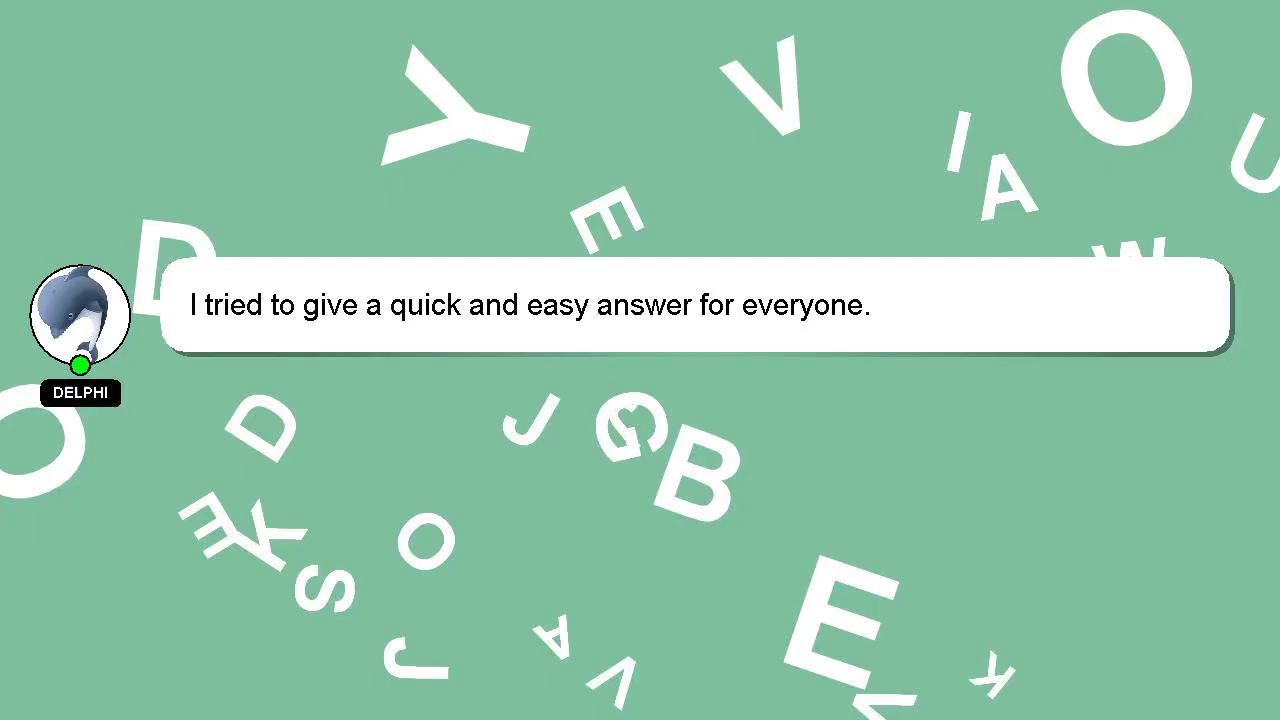 Y
V
O
I
A
U
E
D
W
I tried to give a quick and easy answer for everyone.
DELPHI
O
D
J
G
B
E
K
O
S
J
A
V
E
K
V